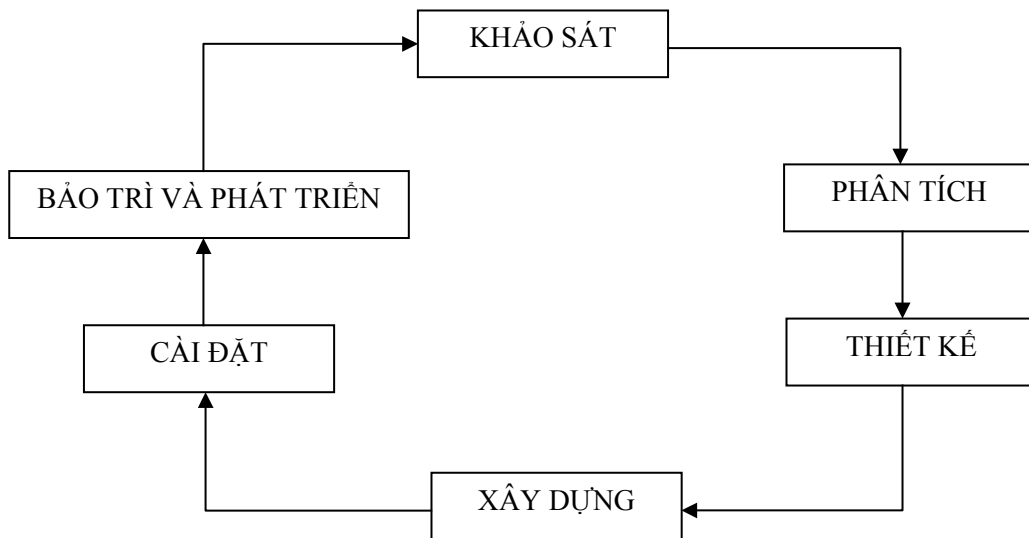 KHẢO SÁT
PHÂN TÍCH
THIẾT KẾ
XÂY DỰNG
CÀI ĐẶT
BẢO TRÌ VÀ PHÁT TRIỂN